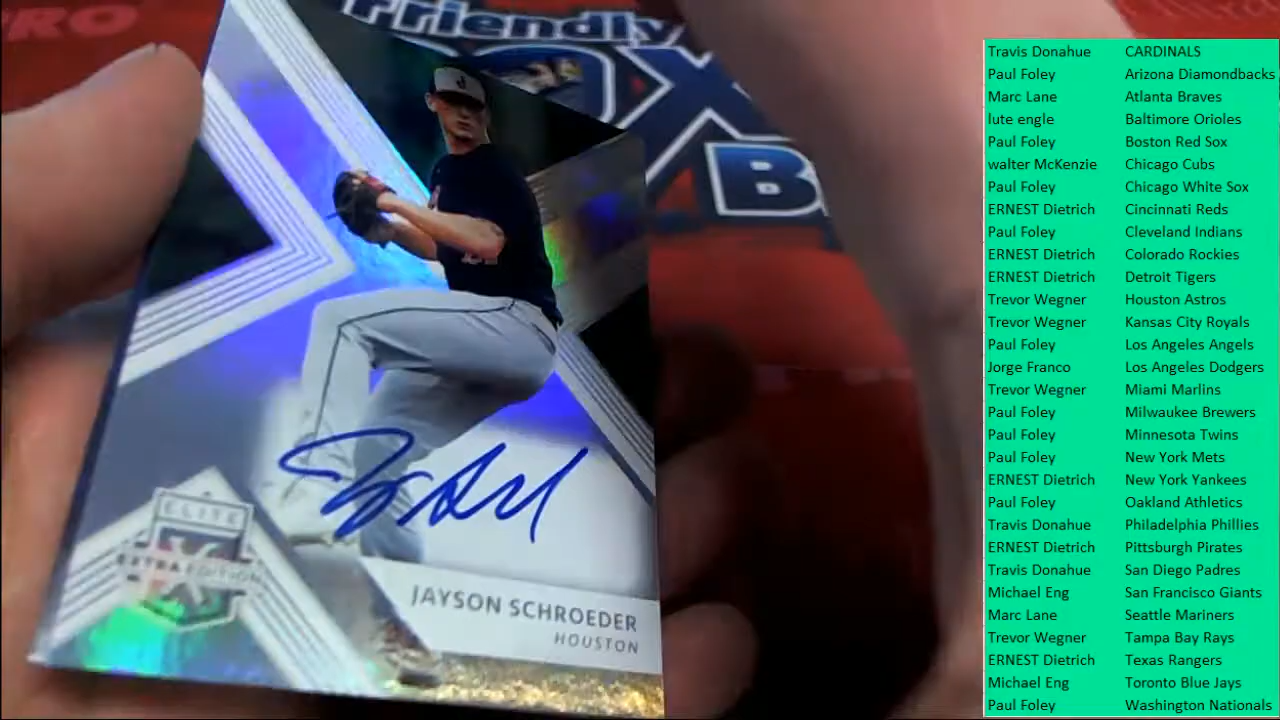 PRO
Friendly
OX
B
ELITE
EXTRA EDITION
JAYSON SCHROEDER
HOUSTON
Travis Donahue CARDINALS
Paul Foley Arizona Diamondbacks
Marc Lane Atlanta Braves
lute engle Baltimore Orioles
Paul Foley Boston Red Sox
walter McKenzie Chicago Cubs
Paul Foley Chicago White Sox
ERNEST Dietrich Cincinnati Reds
Paul Foley Cleveland Indians
ERNEST Dietrich Colorado Rockies
ERNEST Dietrich Detroit Tigers
Trevor Wegner Houston Astros
Trevor Wegner Kansas City Royals
Paul Foley Los Angeles Angels
Jorge Franco Los Angeles Dodgers
Trevor Wegner Miami Marlins
Paul Foley Milwaukee Brewers
Paul Foley Minnesota Twins
Paul Foley New York Mets
ERNEST Dietrich New York Yankees
Paul Foley Oakland Athletics
Travis Donahue Philadelphia Phillies
ERNEST Dietrich Pittsburgh Pirates
Travis Donahue San Diego Padres
Michael Eng San Francisco Giants
Marc Lane Seattle Mariners
Trevor Wegner Tampa Bay Rays
ERNEST Dietrich Texas Rangers
Michael Eng Toronto Blue Jays
Paul Foley Washington Nationals